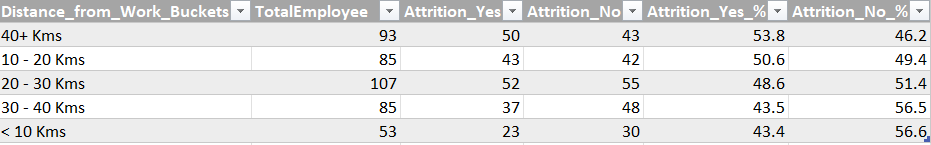 Distance_from_Work_Buckets TotalEmployee Attrition_Yes Attrition_No Attrition_Yes_% Attrition_No_%
40+ Kms 93 50 43 53.8 46.2
10 - 20 Kms 85 43 42 50.6 49.4
20 - 30 Kms 107 52 55 48.6 51.4
30 - 40 Kms 85 37 48 43.5 56.5
< 10 Kms 53 23 30 43.4 56.6